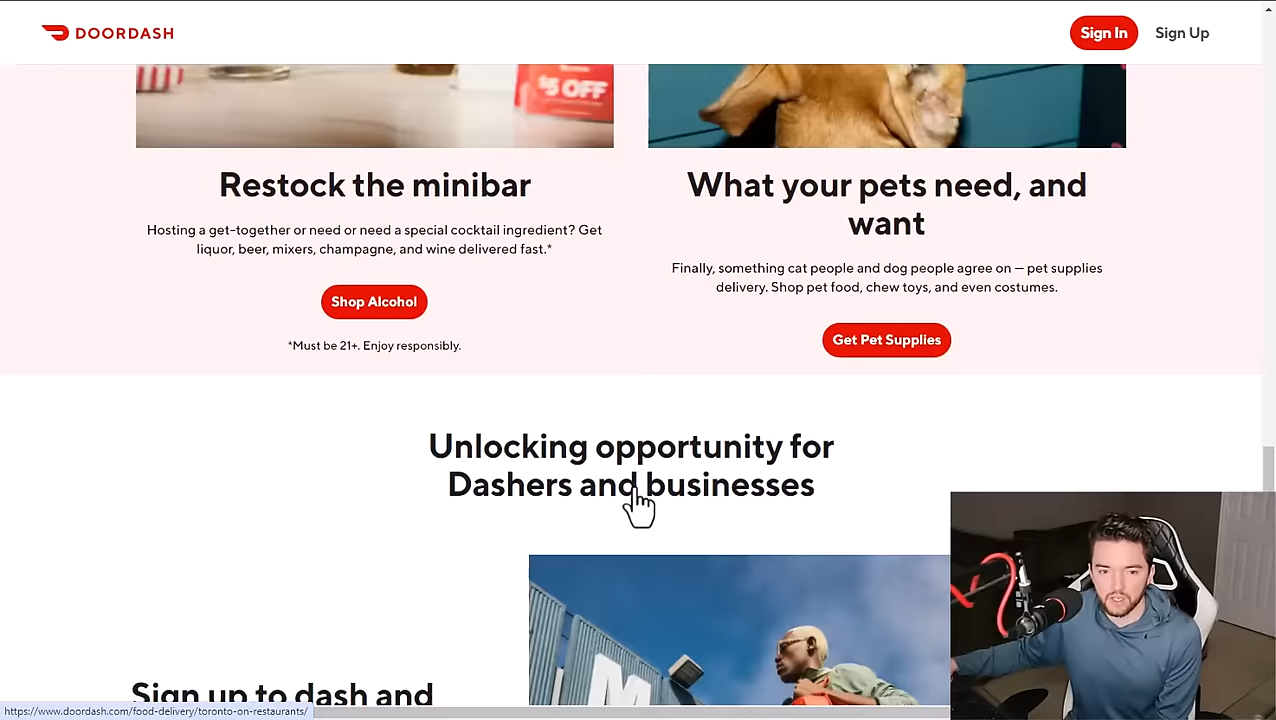 DOORDASH
Sign In
Sign Up
$5 OFF
Restock the minibar
Hosting a get-together or need or need a special cocktail ingredient? Get
liquor, beer, mixers, champagne, and wine delivered fast.*
Shop Alcohol
*Must be 21+. Enjoy responsibly.
What your pets need, and
want
Finally, something cat people and dog people agree on — pet supplies
delivery. Shop pet food, chew toys, and even costumes.
Get Pet Supplies
Unlocking opportunity for
Dashers and businesses
M
Sign up to dash and
https://www.doordash.com/food-delivery/toronto-on-restaurants/